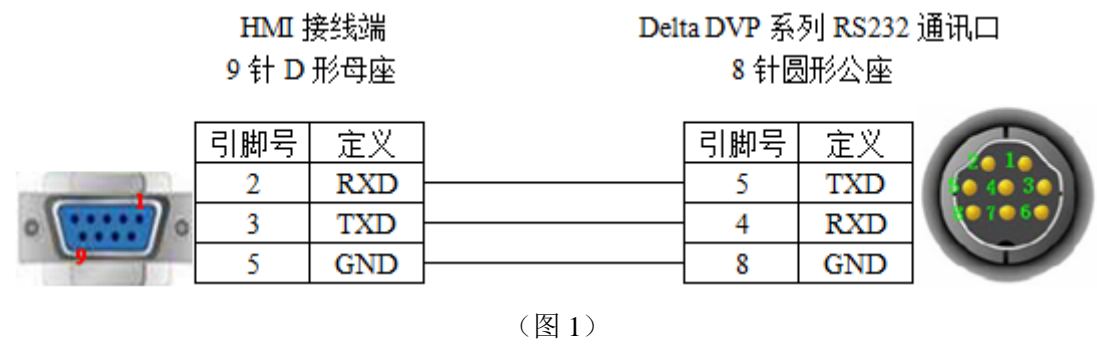 HMI 接线端
9 针 D 形母座
Delta DVP 系列 RS232 通讯口
8 针圆形公座
引脚号 定义
2 RXD
3 TXD
5 GND
引脚号 定义
5 TXD
4 RXD
8 GND
1
9
2 1
5 4 3
8 7 6
（图 1）